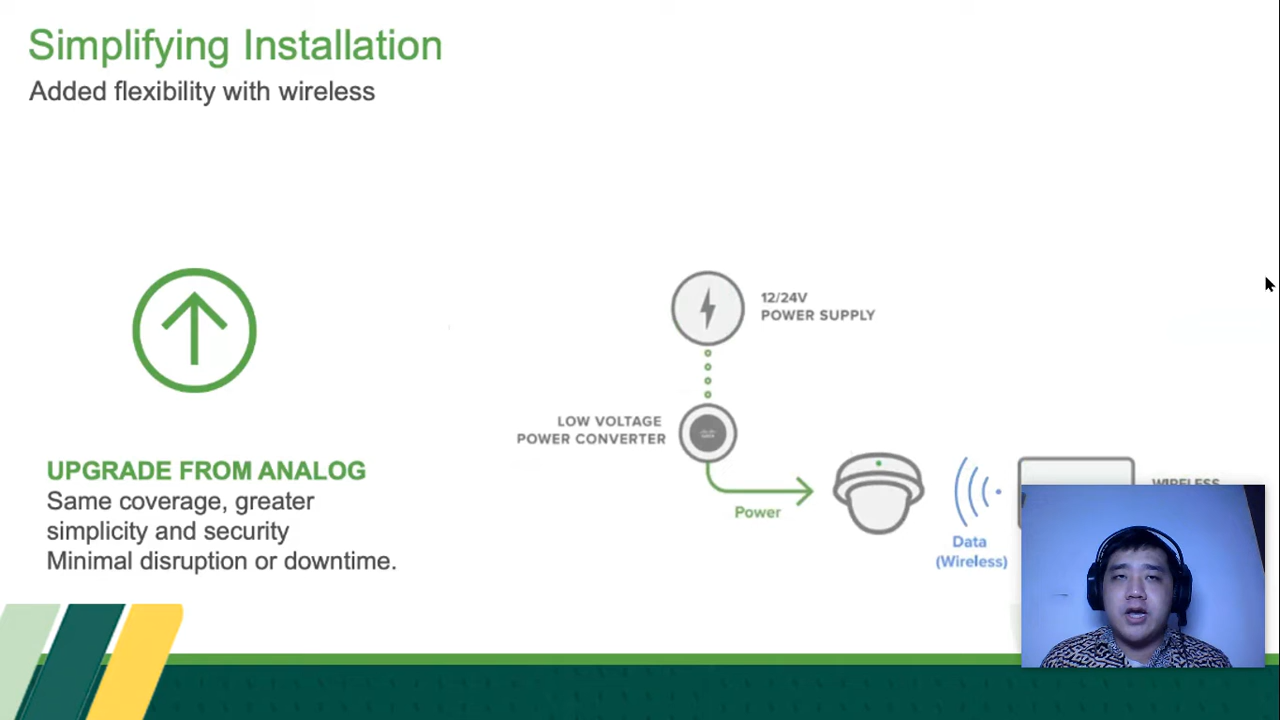 Simplifying Installation
Added flexibility with wireless
12/24V
POWER SUPPLY
LOW VOLTAGE
POWER CONVERTER
UPGRADE FROM ANALOG
Same coverage, greater
simplicity and security
Minimal disruption or downtime.
Power
Data
(Wireless)
WIRELESS